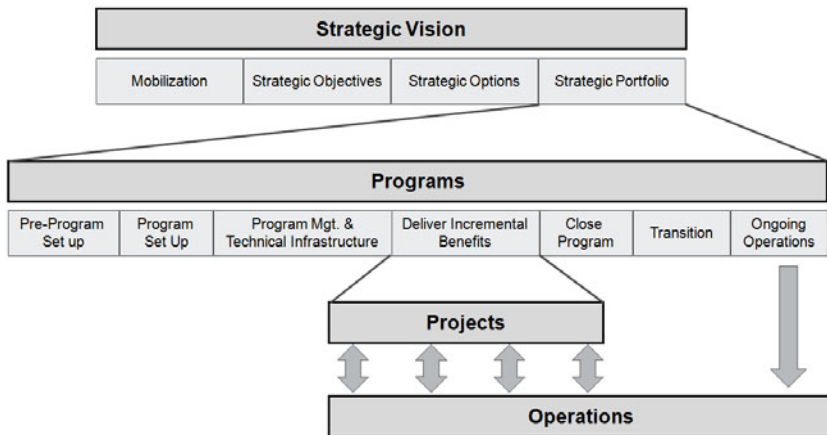 Strategic Vision
Mobilization
Strategic Objectives
Strategic Options
Strategic Portfolio
Programs
Pre-Program
Set up
Program
Set Up
Program Mgt. &
Technical Infrastructure
Deliver Incremental
Benefits
Close
Program
Transition
Ongoing
Operations
Projects
Operations